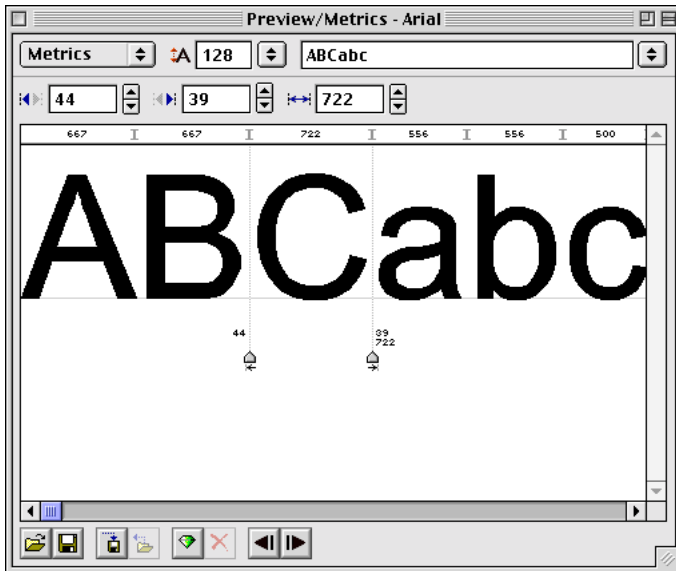 Preview/Metrics - Arial
Metrics A 128 ABCabc
44 39 722
667 667 722 556 556 500
ABCabc
44 39
722